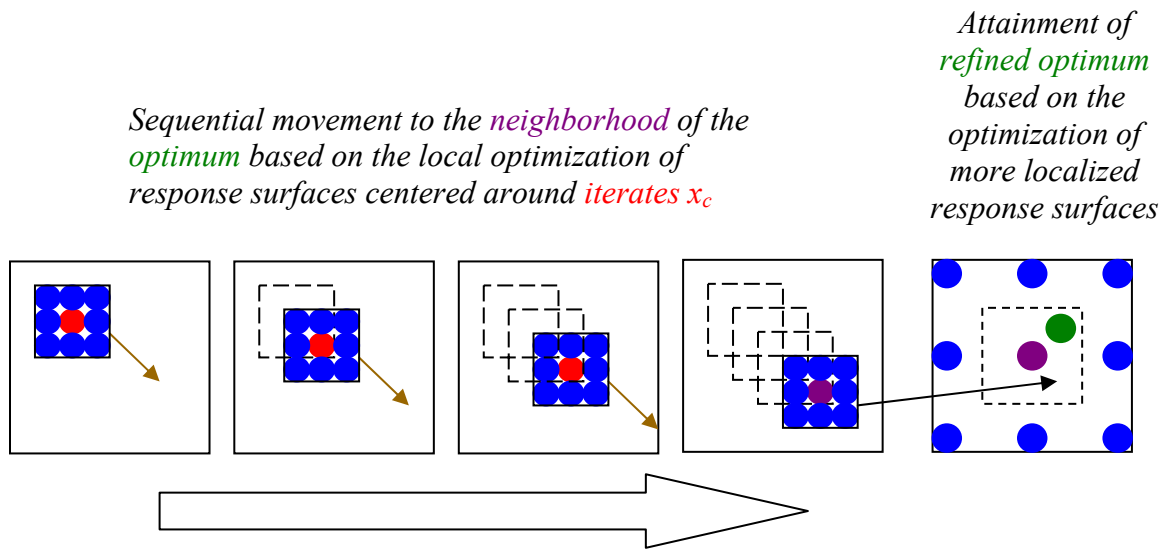 Sequential movement to the neighborhood of the
optimum based on the local optimization of
response surfaces centered around iterates x_c
Attainment of
refined optimum
based on the
optimization of
more localized
response surfaces